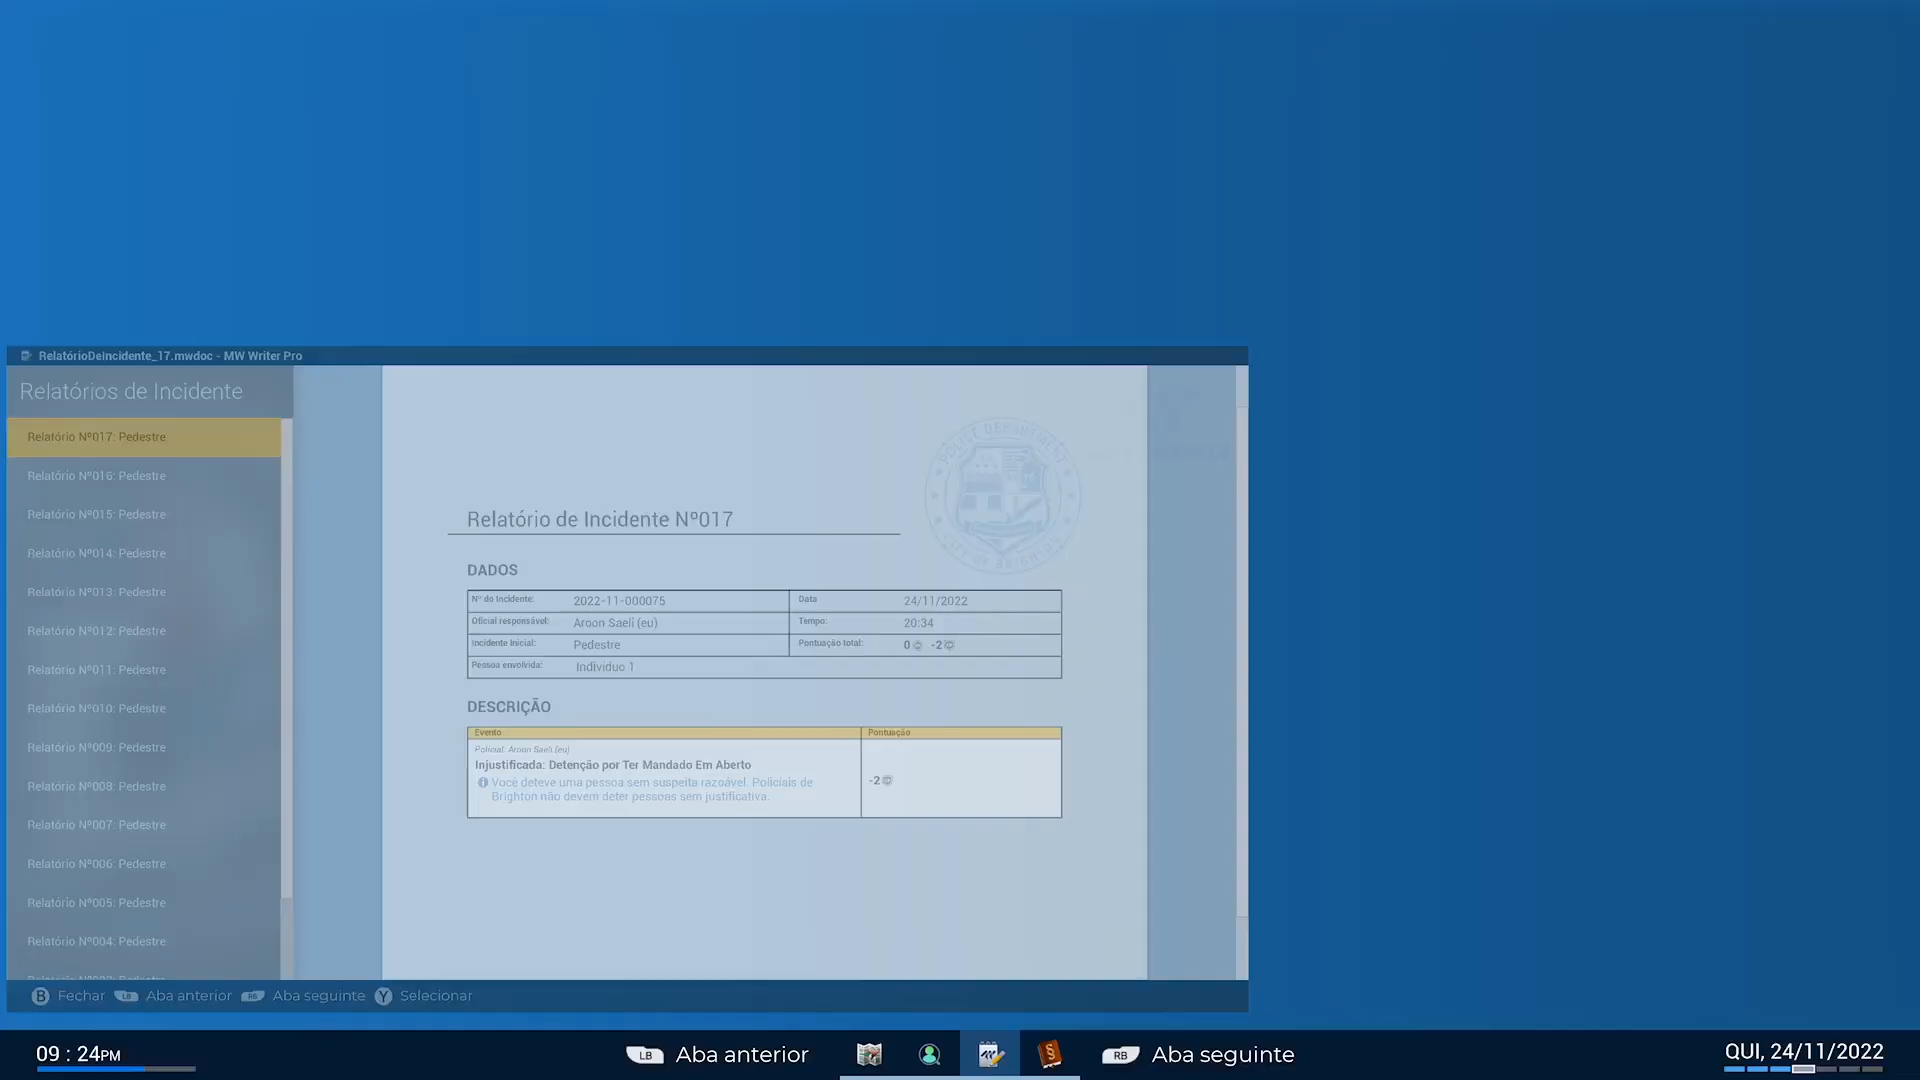 RelatórioDeIncidente_17.mwdoc - MW Writer Pro
Relatórios de Incidente
Relatório Nº017: Pedestre
Relatório Nº016: Pedestre
Relatório Nº015: Pedestre
Relatório Nº014: Pedestre
Relatório Nº013: Pedestre
Relatório Nº012: Pedestre
Relatório Nº011: Pedestre
Relatório Nº010: Pedestre
Relatório Nº009: Pedestre
Relatório Nº008: Pedestre
Relatório Nº007: Pedestre
Relatório Nº006: Pedestre
Relatório Nº005: Pedestre
Relatório Nº004: Pedestre
POLICE DEPARTMENT
CITY OF BRIGHTON
Relatório de Incidente Nº017
DADOS
Nº do Incidente: 2022-11-000075 Data 24/11/2022
Oficial responsável: Aroon Saeli (eu) Tempo: 20:34
Incidente Inicial: Pedestre Pontuação total: 0 -2
Pessoa envolvida: Indivíduo 1
DESCRIÇÃO
Evento Pontuação
Policial: Aroon Saeli (eu)
Injustificada: Detenção por Ter Mandado Em Aberto
Você deteve uma pessoa sem suspeita razoável. Policiais de
Brighton não devem deter pessoas sem justificativa.
-2
B Fechar LB Aba anterior RB Aba seguinte Y Selecionar
09 : 24PM
LB Aba anterior
RB Aba seguinte
QUI, 24/11/2022